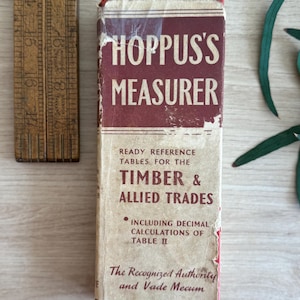 HOPPUS'S
MEASURER
READY REFERENCE
TABLES FOR THE
TIMBER &
ALLIED TRADES
• INCLUDING DECIMAL
CALCULATIONS OF
TABLE II
The Recognized Authority
and Vade Mecum